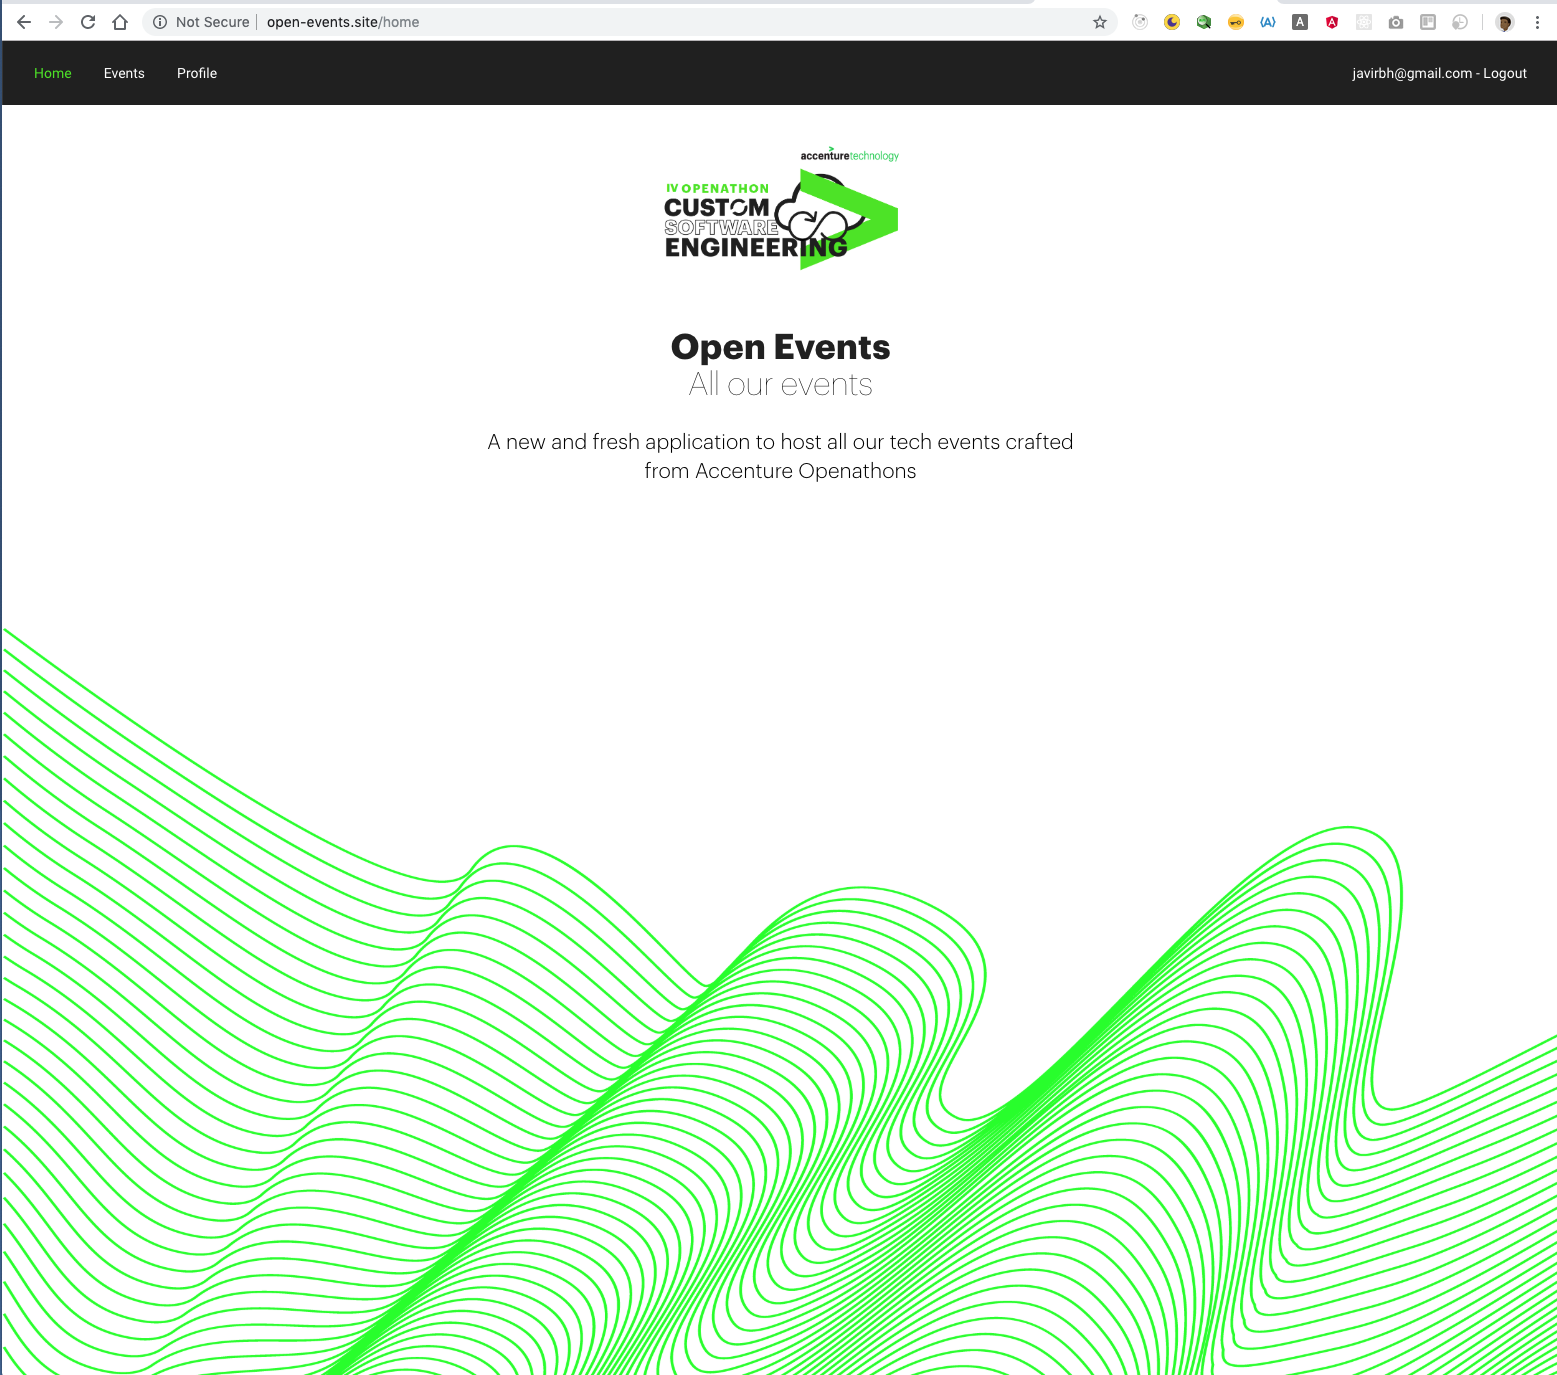 Not Secure open-events.site/home
Home Events Profile javirbh@gmail.com - Logout
accenturetechnology
IV OPENATHON
CUSTOM
SOFTWARE
ENGINEERING
Open Events
All our events
A new and fresh application to host all our tech events crafted
from Accenture Openathons